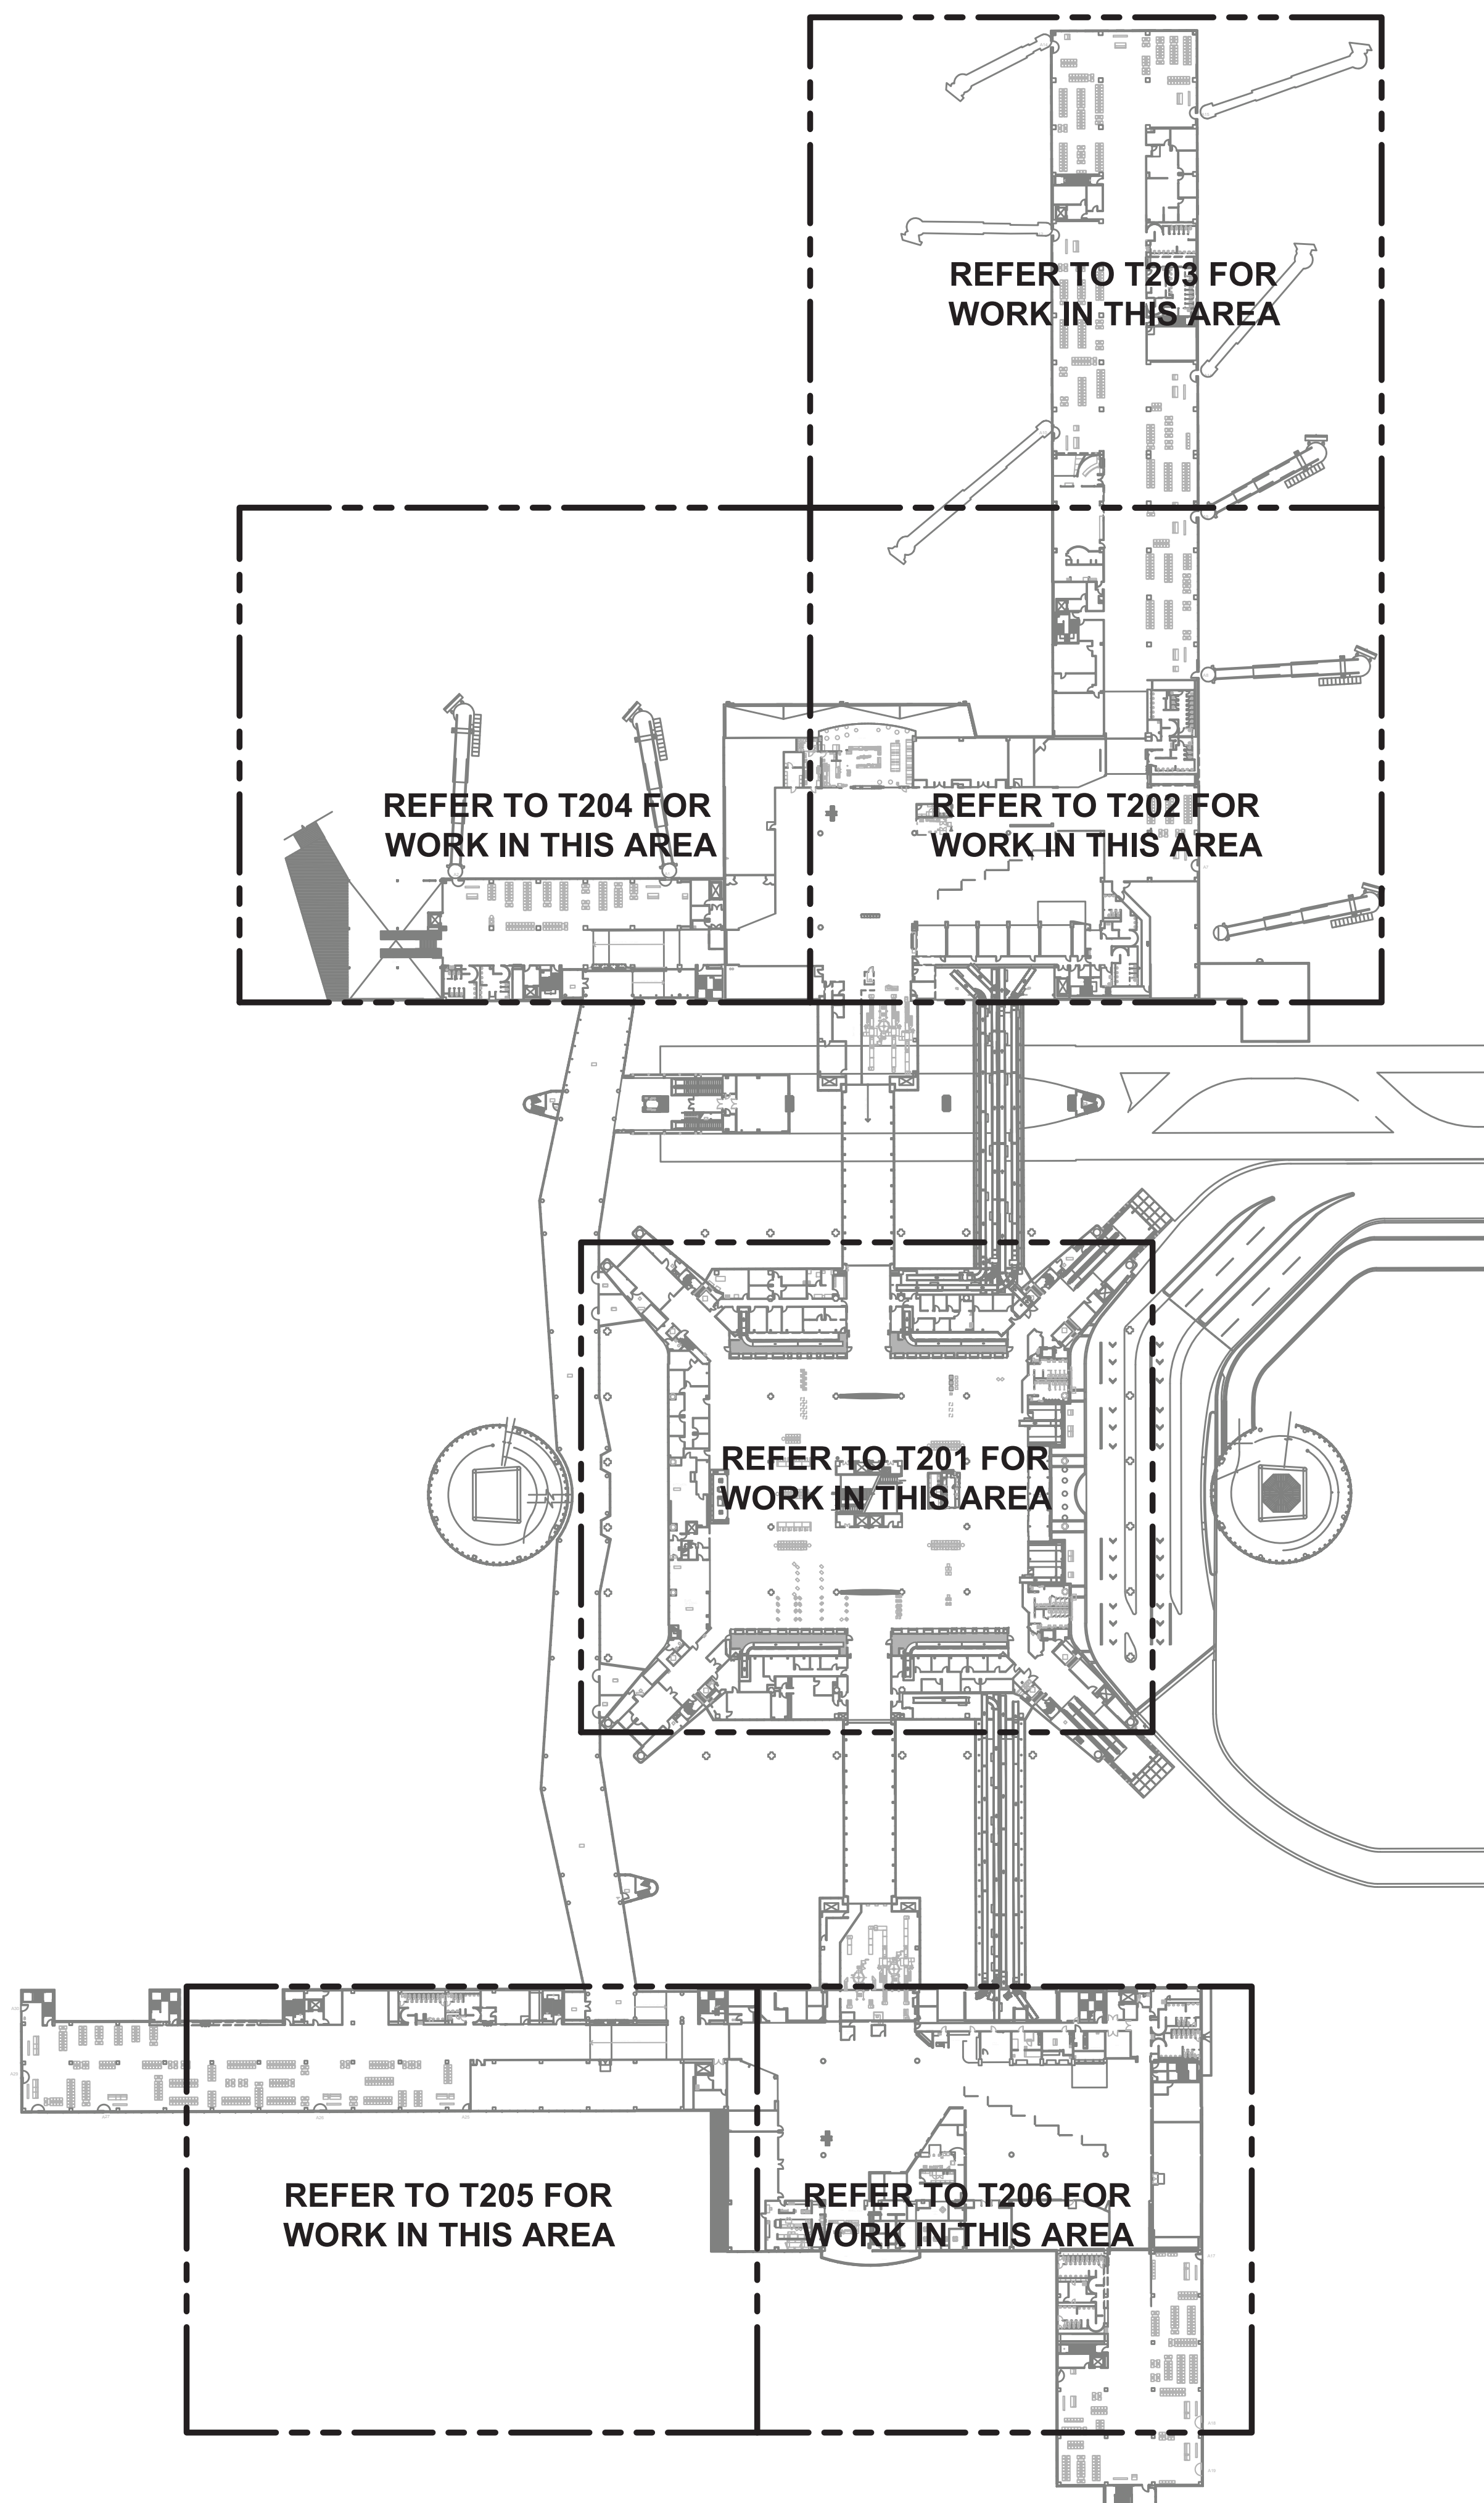 REFER TO T203 FOR
WORK IN THIS AREA
REFER TO T204 FOR
WORK IN THIS AREA
REFER TO T202 FOR
WORK IN THIS AREA
REFER TO T201 FOR
WORK IN THIS AREA
REFER TO T205 FOR
WORK IN THIS AREA
REFER TO T206 FOR
WORK IN THIS AREA